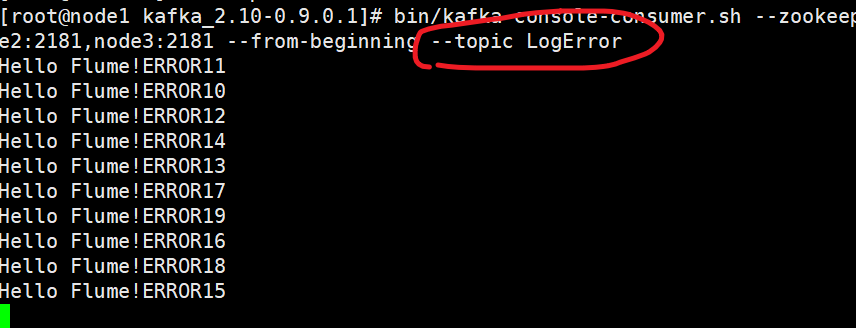 [root@node1 kafka_2.10-0.9.0.1]# bin/kafka-console-consumer.sh --zookeep
e2:2181,node3:2181 --from-beginning --topic LogError
Hello Flume!ERROR11
Hello Flume!ERROR10
Hello Flume!ERROR12
Hello Flume!ERROR14
Hello Flume!ERROR13
Hello Flume!ERROR17
Hello Flume!ERROR19
Hello Flume!ERROR16
Hello Flume!ERROR18
Hello Flume!ERROR15